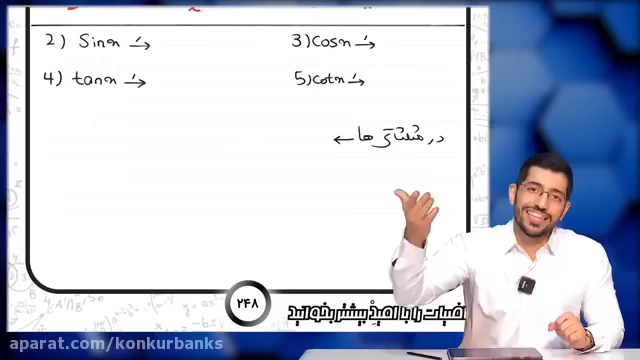 2) Sinx →′ 3) Cosx →′
4) tanx →′ 5) cotx →′
در مشتق ها ←
۲۴۸
ضیات را با امیدِ بیشتر بخوانید
aparat.com/konkurbanks